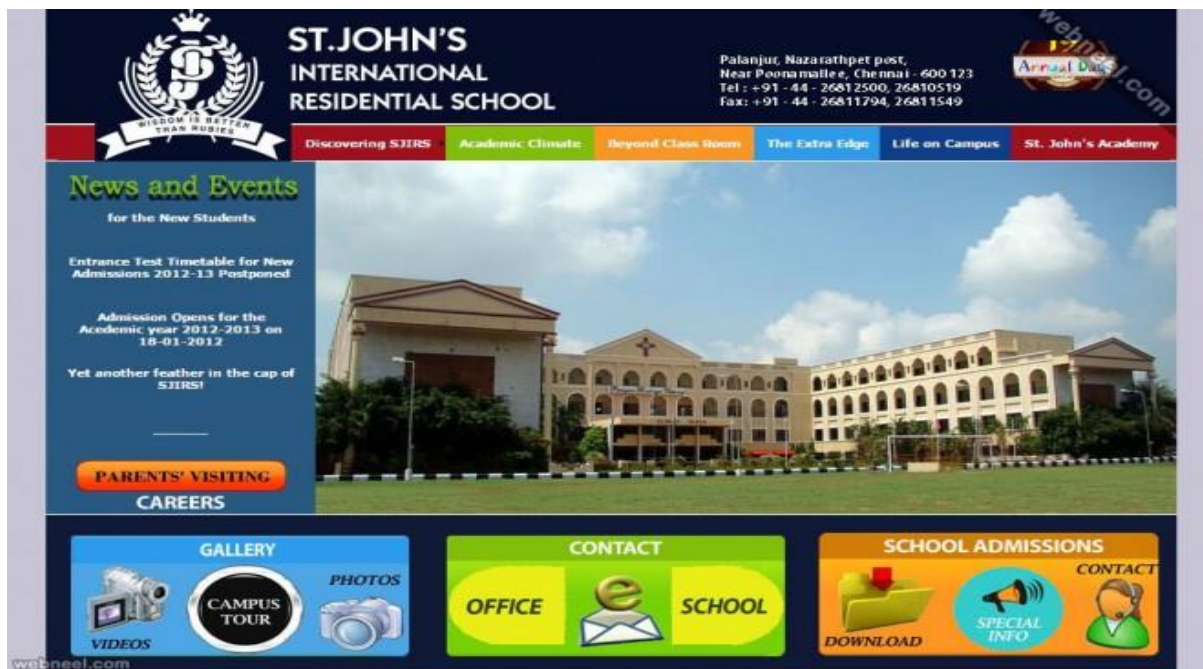 ST.JOHN'S
INTERNATIONAL
RESIDENTIAL SCHOOL
WISDOM IS BETTER
THAN RUBIES
Palanjur, Nazarathpet post,
Near Poonamallee, Chennai - 600 123
Tel : +91 - 44 - 26812500, 26810519
Fax: +91 - 44 - 26811794, 26811549
Annual Day
webneel.com
Discovering SJIRS
Academic Climate
Beyond Class Room
The Extra Edge
Life on Campus
St. John's Academy
News and Events
for the New Students
Entrance Test Timetable for New
Admissions 2012-13 Postponed
Admission Opens for the
Acedemic year 2012-2013 on
18-01-2012
Yet another feather in the cap of
SJIRS!
PARENTS' VISITING
CAREERS
GALLERY
VIDEOS
CAMPUS
TOUR
PHOTOS
CONTACT
OFFICE
e
SCHOOL
SCHOOL ADMISSIONS
DOWNLOAD
SPECIAL
INFO
CONTACT
webneel.com